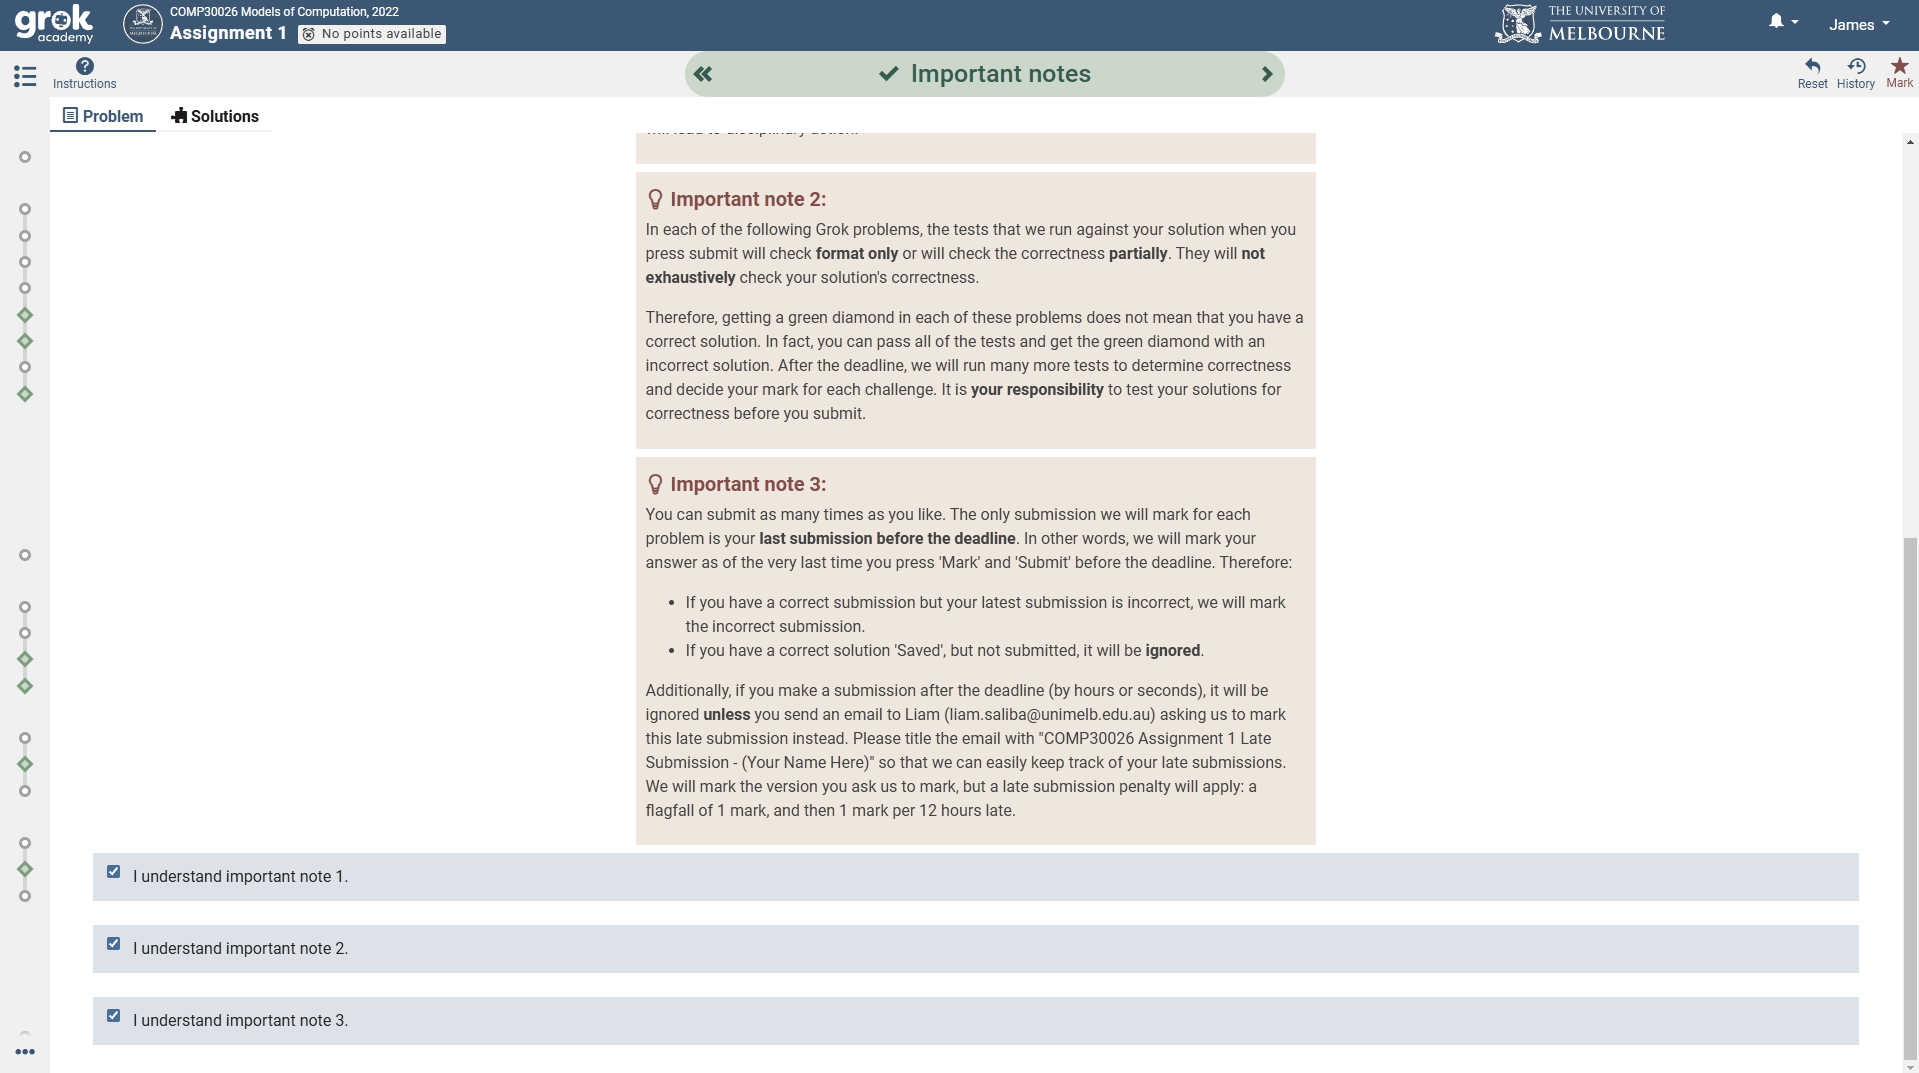 grok
academy
COMP30026 Models of Computation, 2022
Assignment 1
No points available
THE UNIVERSITY OF
MELBOURNE
James
Instructions
Important notes
Reset
History
Mark
Problem
Solutions
Important note 2:
In each of the following Grok problems, the tests that we run against your solution when you
press submit will check format only or will check the correctness partially. They will not
exhaustively check your solution's correctness.
Therefore, getting a green diamond in each of these problems does not mean that you have a
correct solution. In fact, you can pass all of the tests and get the green diamond with an
incorrect solution. After the deadline, we will run many more tests to determine correctness
and decide your mark for each challenge. It is your responsibility to test your solutions for
correctness before you submit.
Important note 3:
You can submit as many times as you like. The only submission we will mark for each
problem is your last submission before the deadline. In other words, we will mark your
answer as of the very last time you press 'Mark' and 'Submit' before the deadline. Therefore:
• If you have a correct submission but your latest submission is incorrect, we will mark
the incorrect submission.
• If you have a correct solution 'Saved', but not submitted, it will be ignored.
Additionally, if you make a submission after the deadline (by hours or seconds), it will be
ignored unless you send an email to Liam (liam.saliba@unimelb.edu.au) asking us to mark
this late submission instead. Please title the email with "COMP30026 Assignment 1 Late
Submission - (Your Name Here)" so that we can easily keep track of your late submissions.
We will mark the version you ask us to mark, but a late submission penalty will apply: a
flagfall of 1 mark, and then 1 mark per 12 hours late.
I understand important note 1.
I understand important note 2.
I understand important note 3.